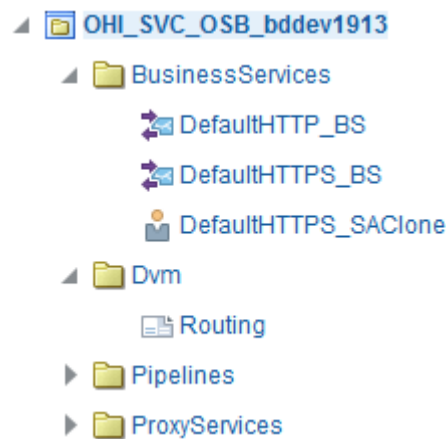 OHI_SVC_OSB_bddev1913
BusinessServices
DefaultHTTP_BS
DefaultHTTPS_BS
DefaultHTTPS_SAClone
Dvm
Routing
Pipelines
ProxyServices